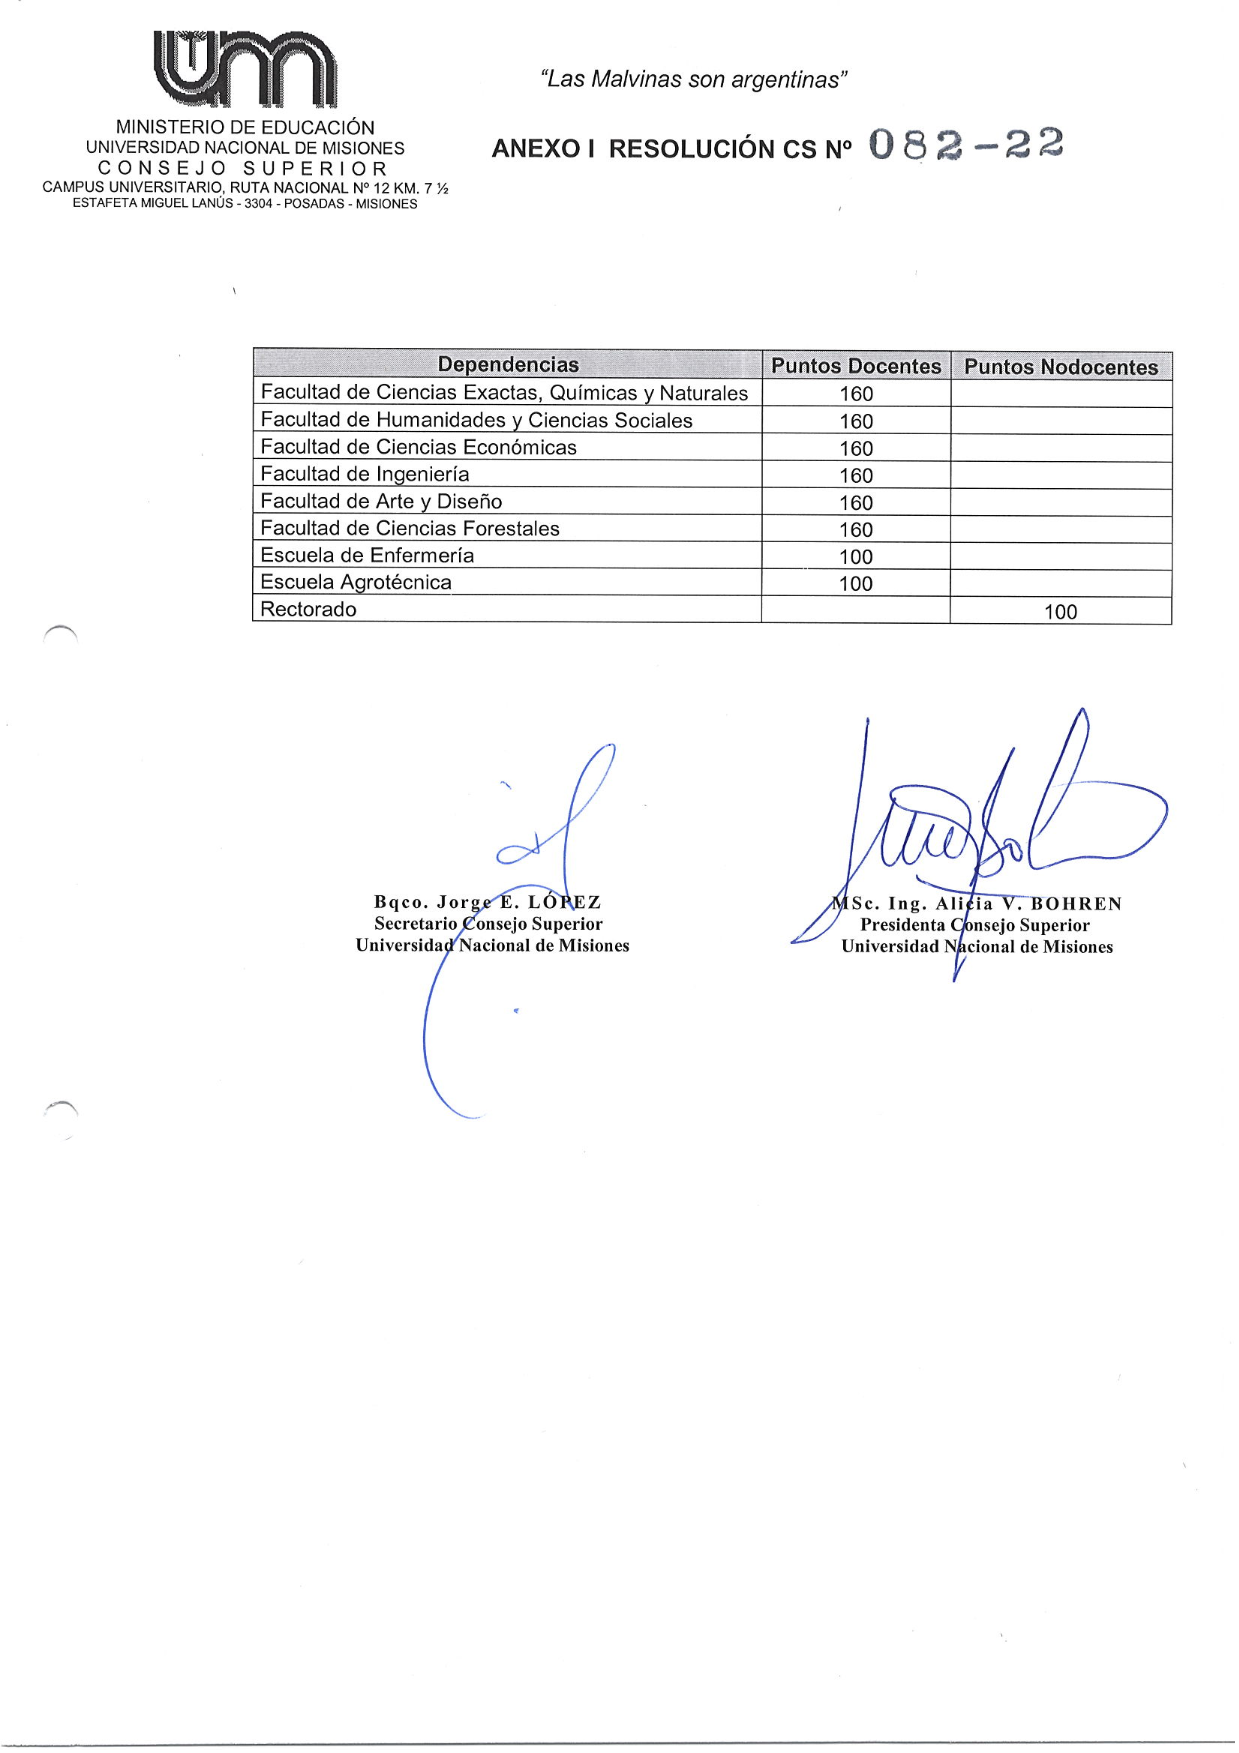 "Las Malvinas son argentinas"
MINISTERIO DE EDUCACIÓN
UNIVERSIDAD NACIONAL DE MISIONES
CONSEJO SUPERIOR
CAMPUS UNIVERSITARIO, RUTA NACIONAL Nº 12 KM. 7 ½
ESTAFETA MIGUEL LANÚS - 3304 - POSADAS - MISIONES
ANEXO I RESOLUCIÓN CS Nº 082-22
Dependencias Puntos Docentes Puntos Nodocentes
Facultad de Ciencias Exactas, Químicas y Naturales 160
Facultad de Humanidades y Ciencias Sociales 160
Facultad de Ciencias Económicas 160
Facultad de Ingeniería 160
Facultad de Arte y Diseño 160
Facultad de Ciencias Forestales 160
Escuela de Enfermería 100
Escuela Agrotécnica 100
Rectorado 100
Bqco. Jorge E. LÓPEZ
Secretario Consejo Superior
Universidad Nacional de Misiones
MSc. Ing. Alicia V. BOHREN
Presidenta Consejo Superior
Universidad Nacional de Misiones